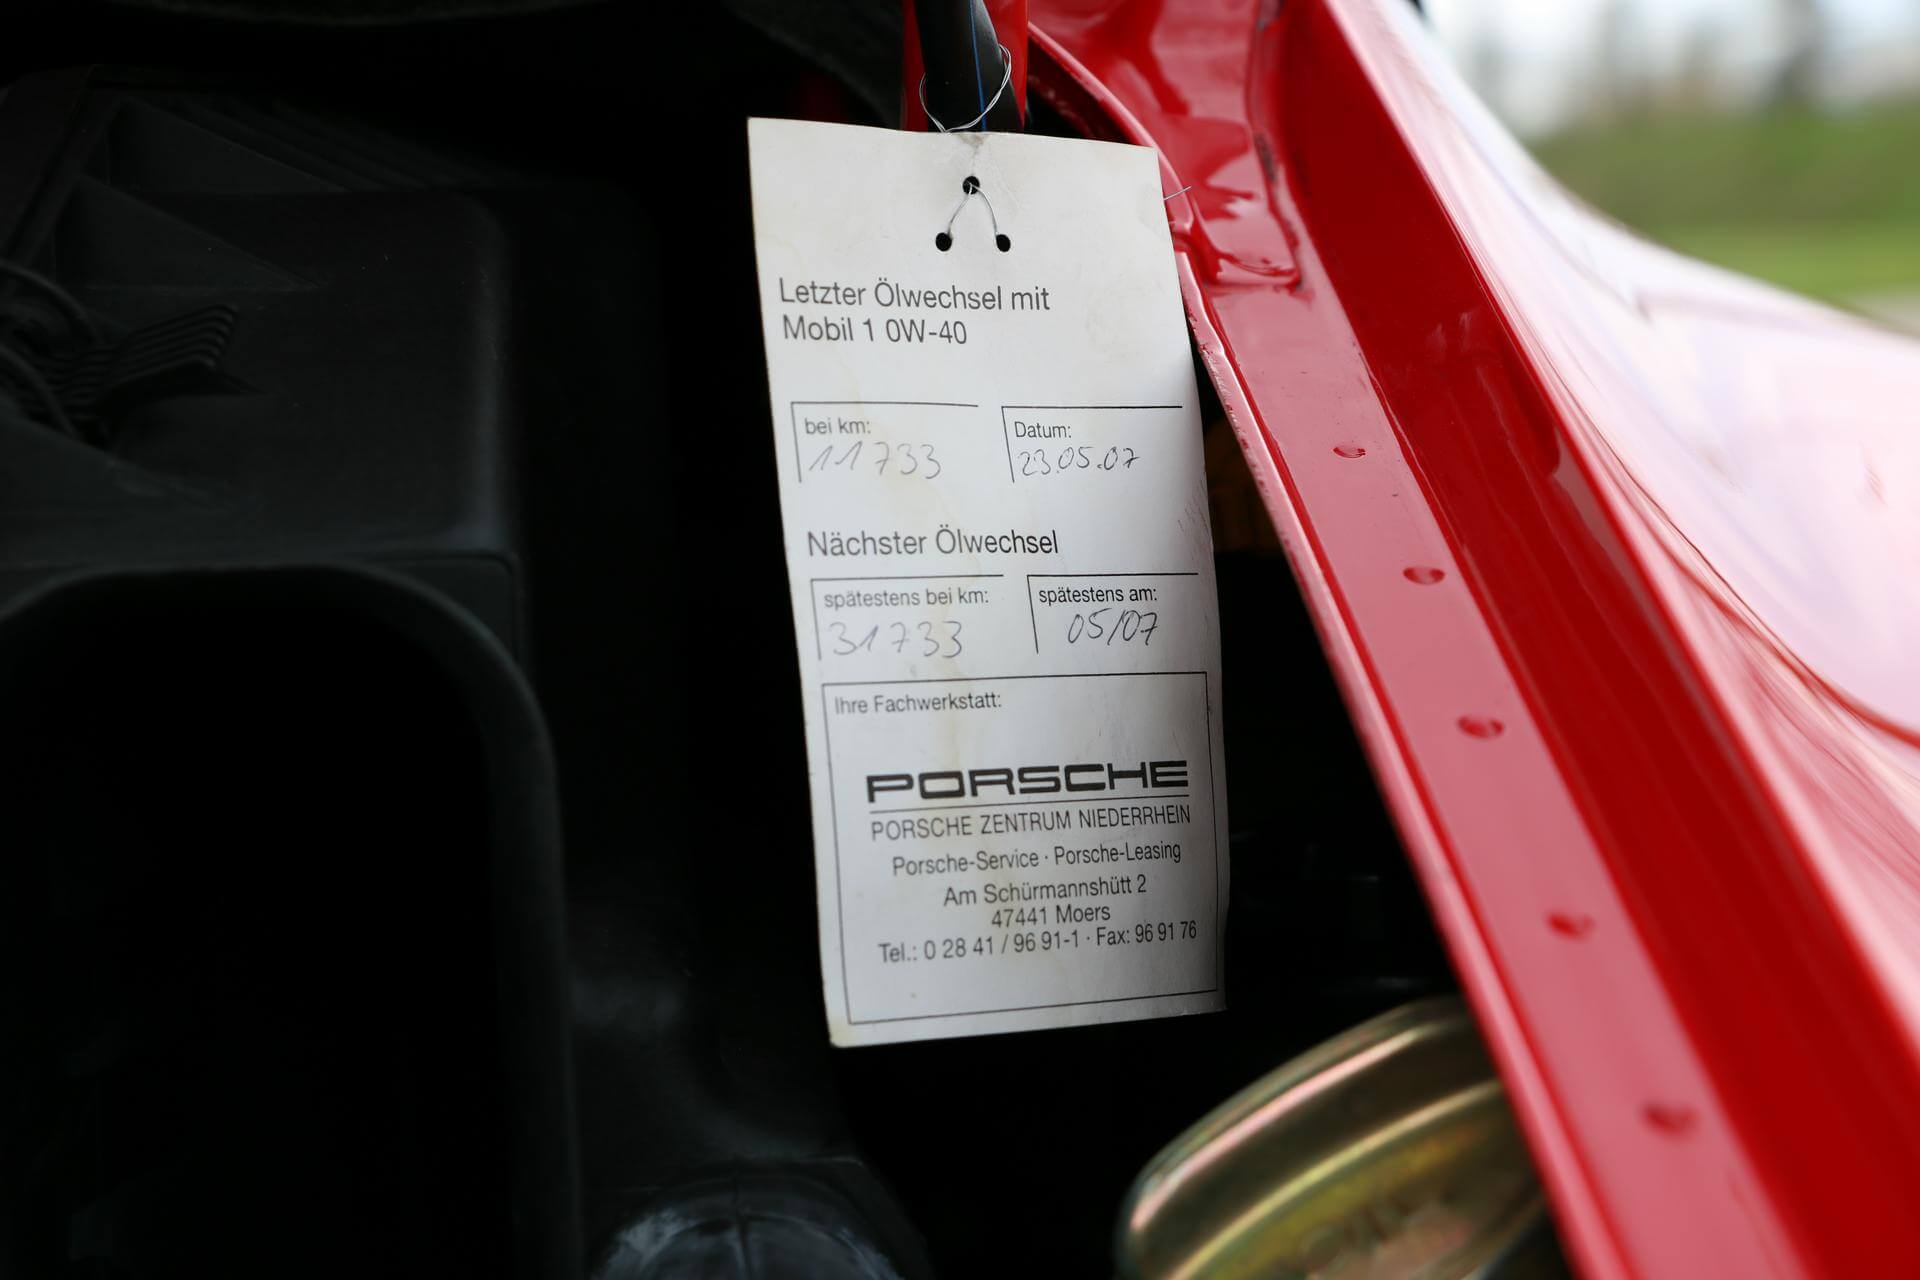 Letzter Ölwechsel mit
Mobil 1 0W-40
bei km:
11733
Datum:
23.05.07
Nächster Ölwechsel
spätestens bei km:
31733
spätestens am:
05/07
Ihre Fachwerkstatt:
PORSCHE
PORSCHE ZENTRUM NIEDERRHEIN
Porsche-Service · Porsche-Leasing
Am Schürmannshütt 2
47441 Moers
Tel.: 0 28 41 / 96 91-1 · Fax: 96 91 76